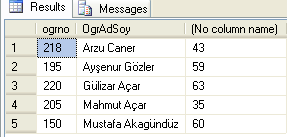 Results Messages
ogrno OgrAdSoy (No column name)
1 218 Arzu Caner 43
2 195 Ayşenur Gözler 59
3 220 Gülizar Açar 63
4 205 Mahmut Açar 35
5 150 Mustafa Akagündüz 60